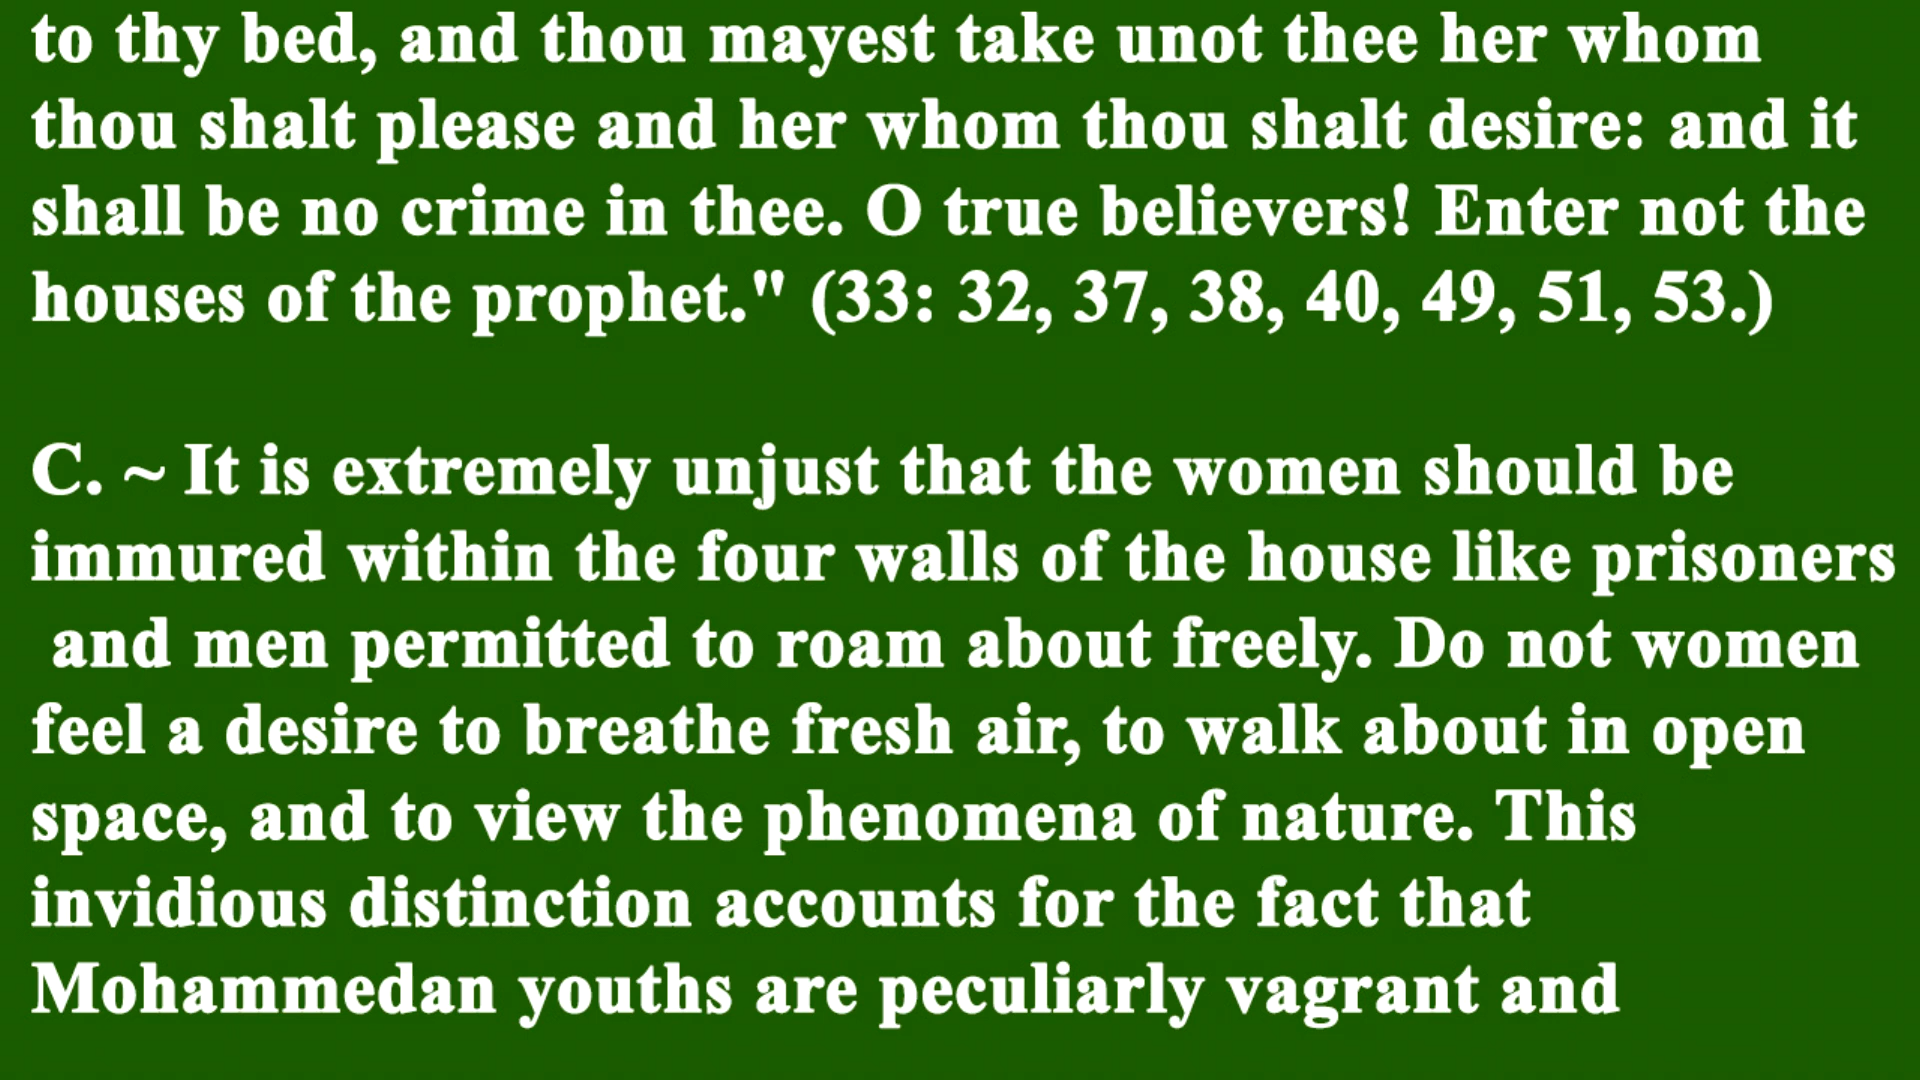 to thy bed, and thou mayest take unot thee her whom
thou shalt please and her whom thou shalt desire: and it
shall be no crime in thee. O true believers! Enter not the
houses of the prophet." (33: 32, 37, 38, 40, 49, 51, 53.)
C. ~ It is extremely unjust that the women should be
immured within the four walls of the house like prisoners
and men permitted to roam about freely. Do not women
feel a desire to breathe fresh air, to walk about in open
space, and to view the phenomena of nature. This
invidious distinction accounts for the fact that
Mohammedan youths are peculiarly vagrant and